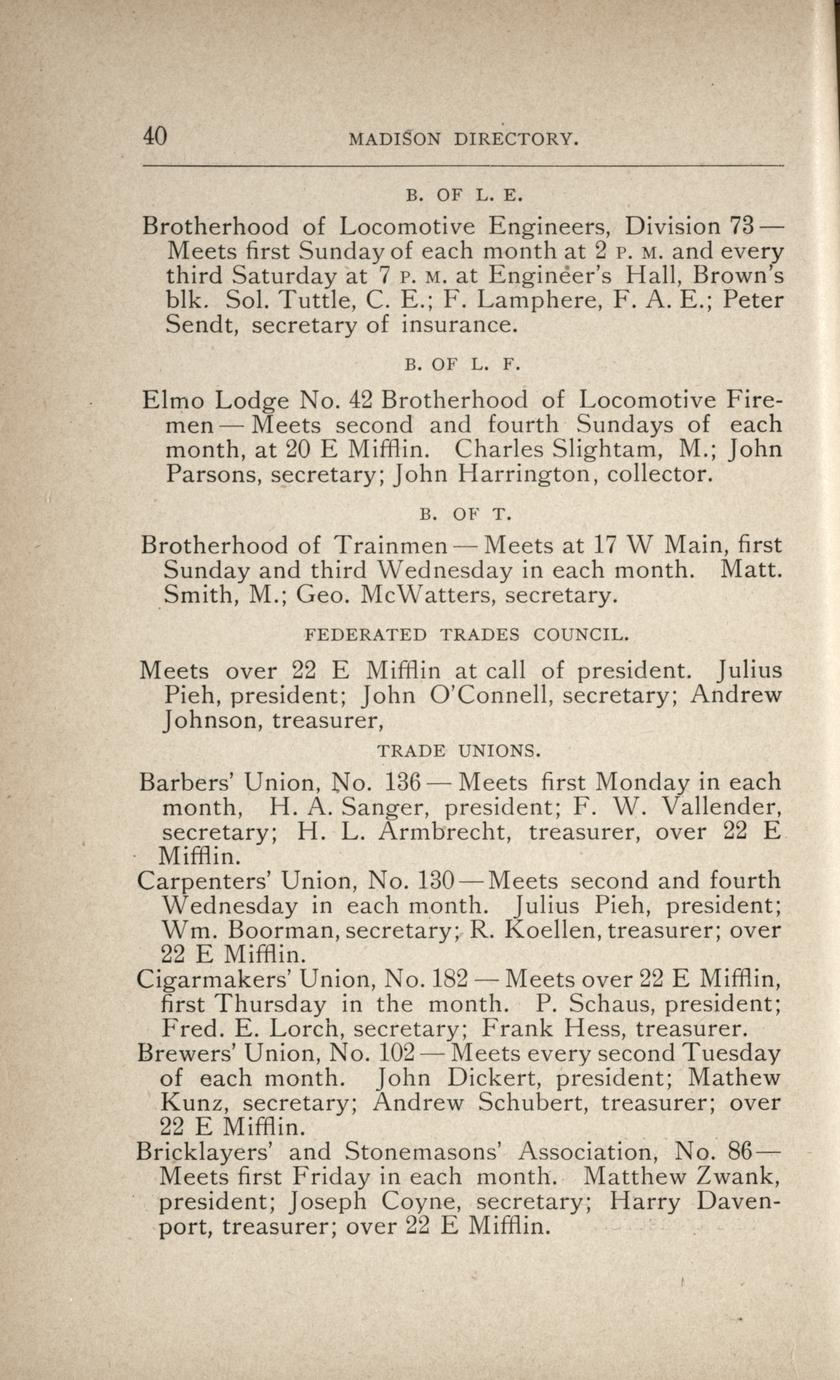 40 MADISON DIRECTORY.
B. OF L. E.
Brotherhood of Locomotive Engineers, Division 73 —
Meets first Sunday of each month at 2 P. M. and every
third Saturday at 7 P. M. at Engineer's Hall, Brown's
blk. Sol. Tuttle, C. E.; F. Lamphere, F. A. E.; Peter
Sendt, secretary of insurance.
B. OF L. F.
Elmo Lodge No. 42 Brotherhood of Locomotive Fire-
men — Meets second and fourth Sundays of each
month, at 20 E Mifflin. Charles Slightam, M.; John
Parsons, secretary; John Harrington, collector.
B. OF T.
Brotherhood of Trainmen — Meets at 17 W Main, first
Sunday and third Wednesday in each month. Matt.
Smith, M.; Geo. McWatters, secretary.
FEDERATED TRADES COUNCIL.
Meets over 22 E Mifflin at call of president. Julius
Pieh, president; John O'Connell, secretary; Andrew
Johnson, treasurer,
TRADE UNIONS.
Barbers' Union, No. 136 — Meets first Monday in each
month, H. A. Sanger, president; F. W. Vallender,
secretary; H. L. Armbrecht, treasurer, over 22 E
Mifflin.
Carpenters' Union, No. 130 — Meets second and fourth
Wednesday in each month. Julius Pieh, president;
Wm. Boorman, secretary; R. Koellen, treasurer; over
22 E Mifflin.
Cigarmakers' Union, No. 182 — Meets over 22 E Mifflin,
first Thursday in the month. P. Schaus, president;
Fred. E. Lorch, secretary; Frank Hess, treasurer.
Brewers' Union, No. 102 — Meets every second Tuesday
of each month. John Dickert, president; Mathew
Kunz, secretary; Andrew Schubert, treasurer; over
22 E Mifflin.
Bricklayers' and Stonemasons' Association, No. 86 —
Meets first Friday in each month. Matthew Zwank,
president; Joseph Coyne, secretary; Harry Daven-
port, treasurer; over 22 E Mifflin.